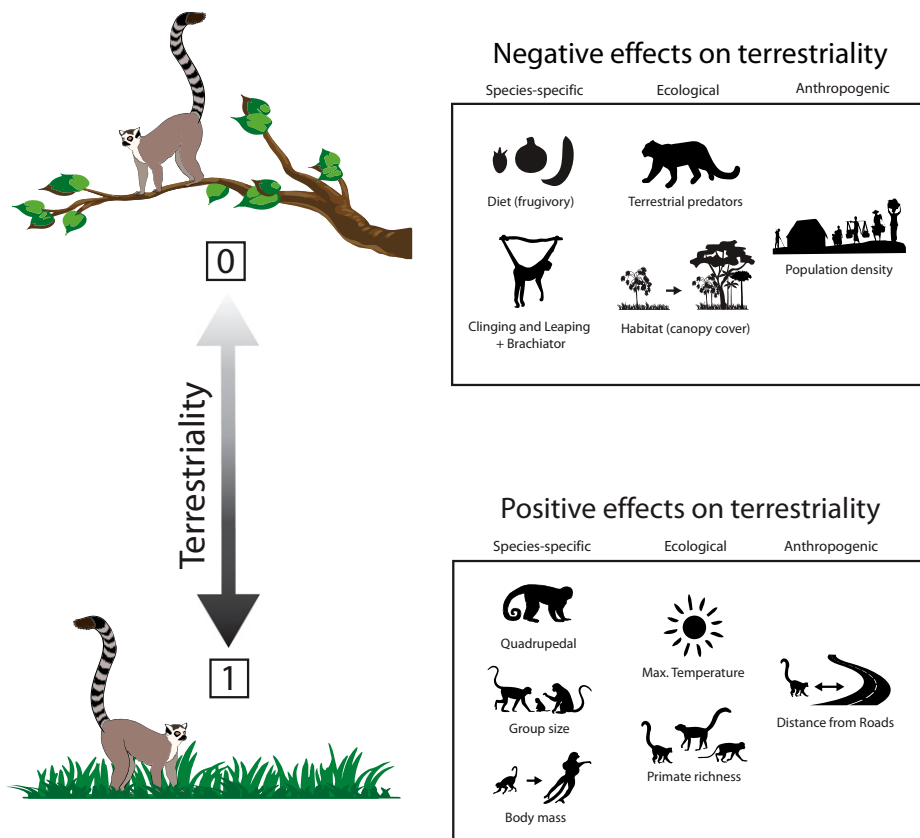 0
Terrestriality
1
Negative effects on terrestriality
Species-specific
Ecological
Anthropogenic
Diet (frugivory)
Terrestrial predators
Population density
Clinging and Leaping
+ Brachiator
Habitat (canopy cover)
Positive effects on terrestriality
Species-specific
Ecological
Anthropogenic
Quadrupedal
Max. Temperature
Distance from Roads
Group size
Primate richness
Body mass